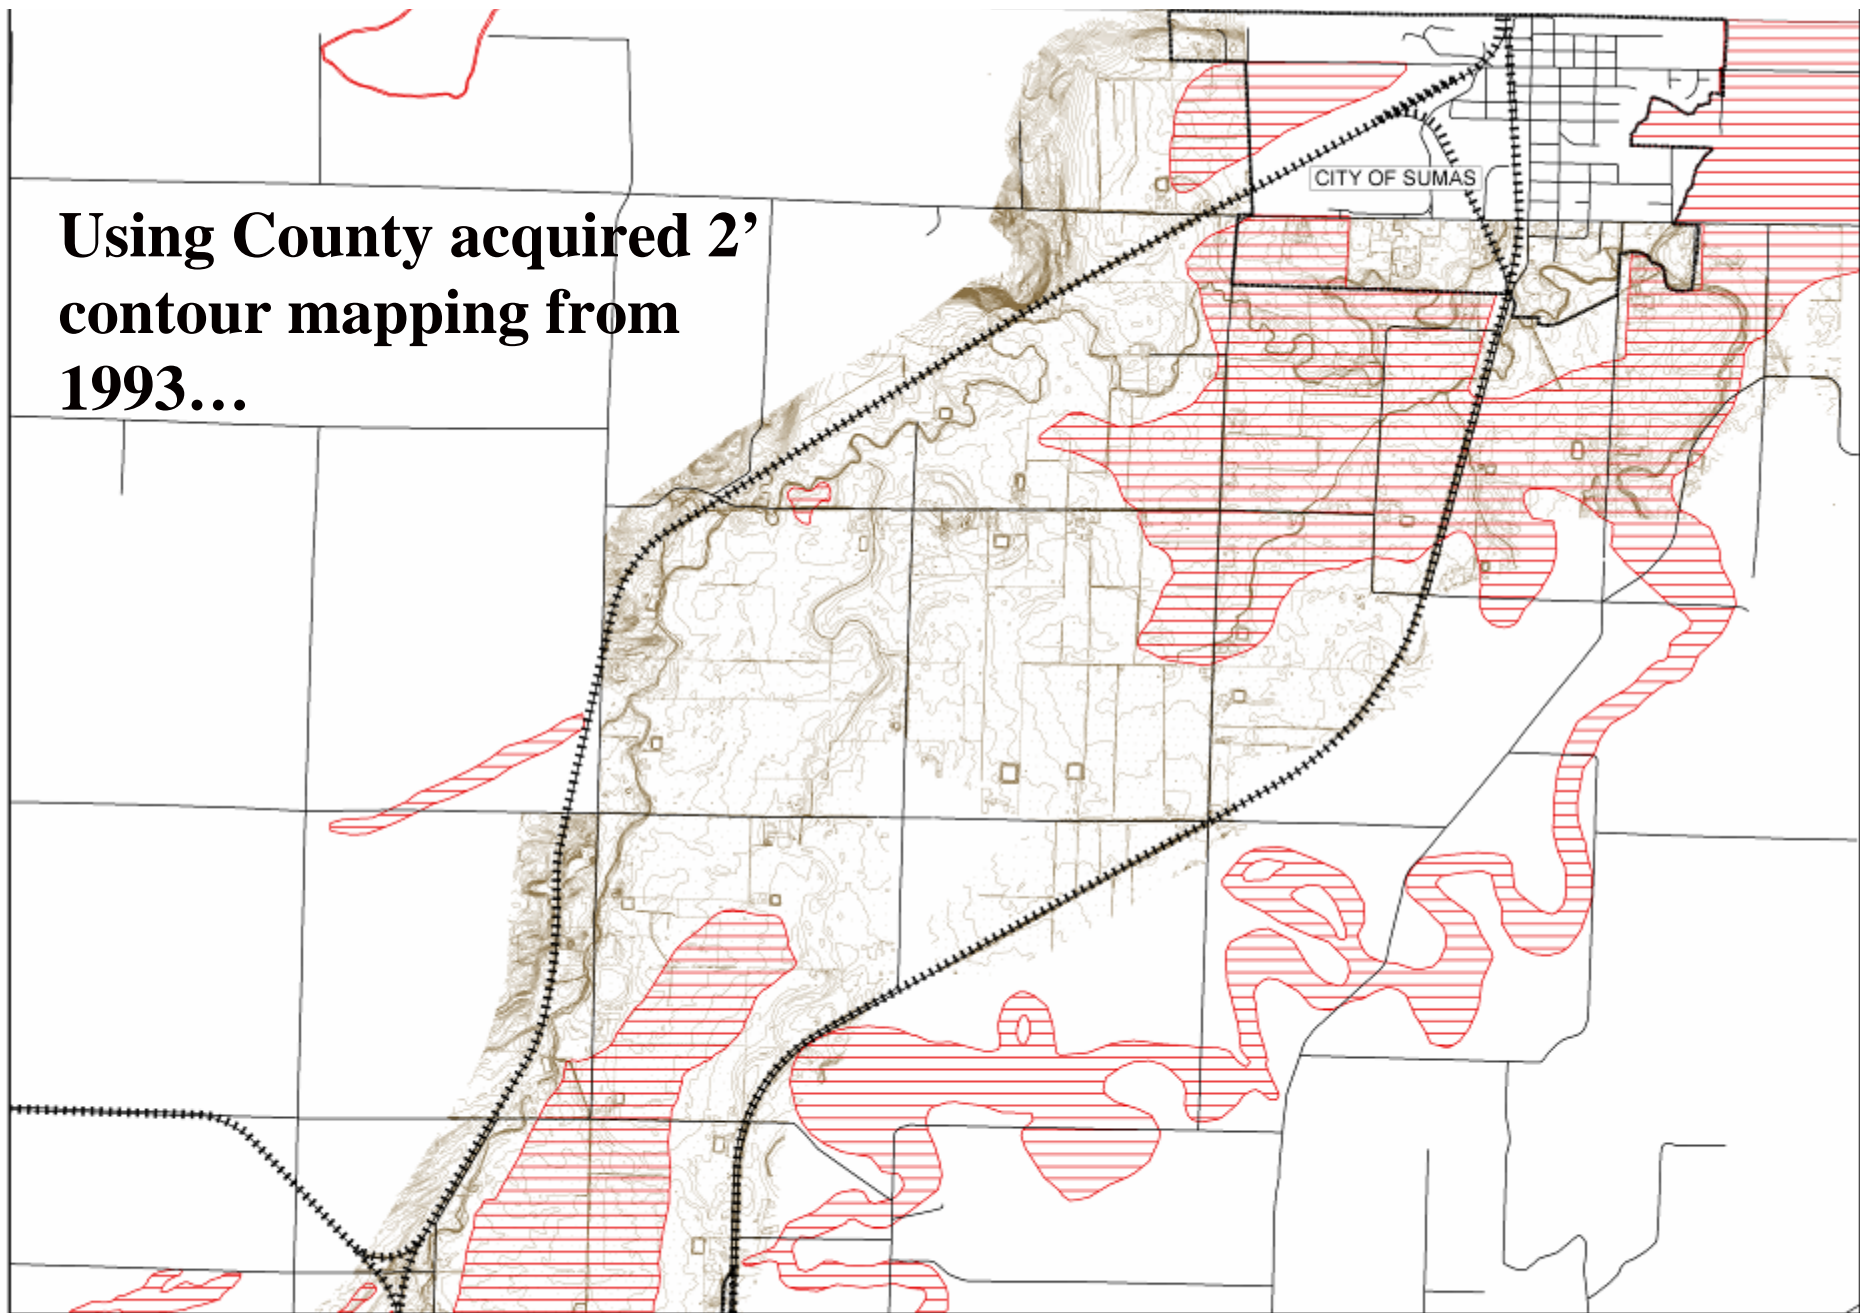 Using County acquired 2’
contour mapping from
1993…
CITY OF SUMAS